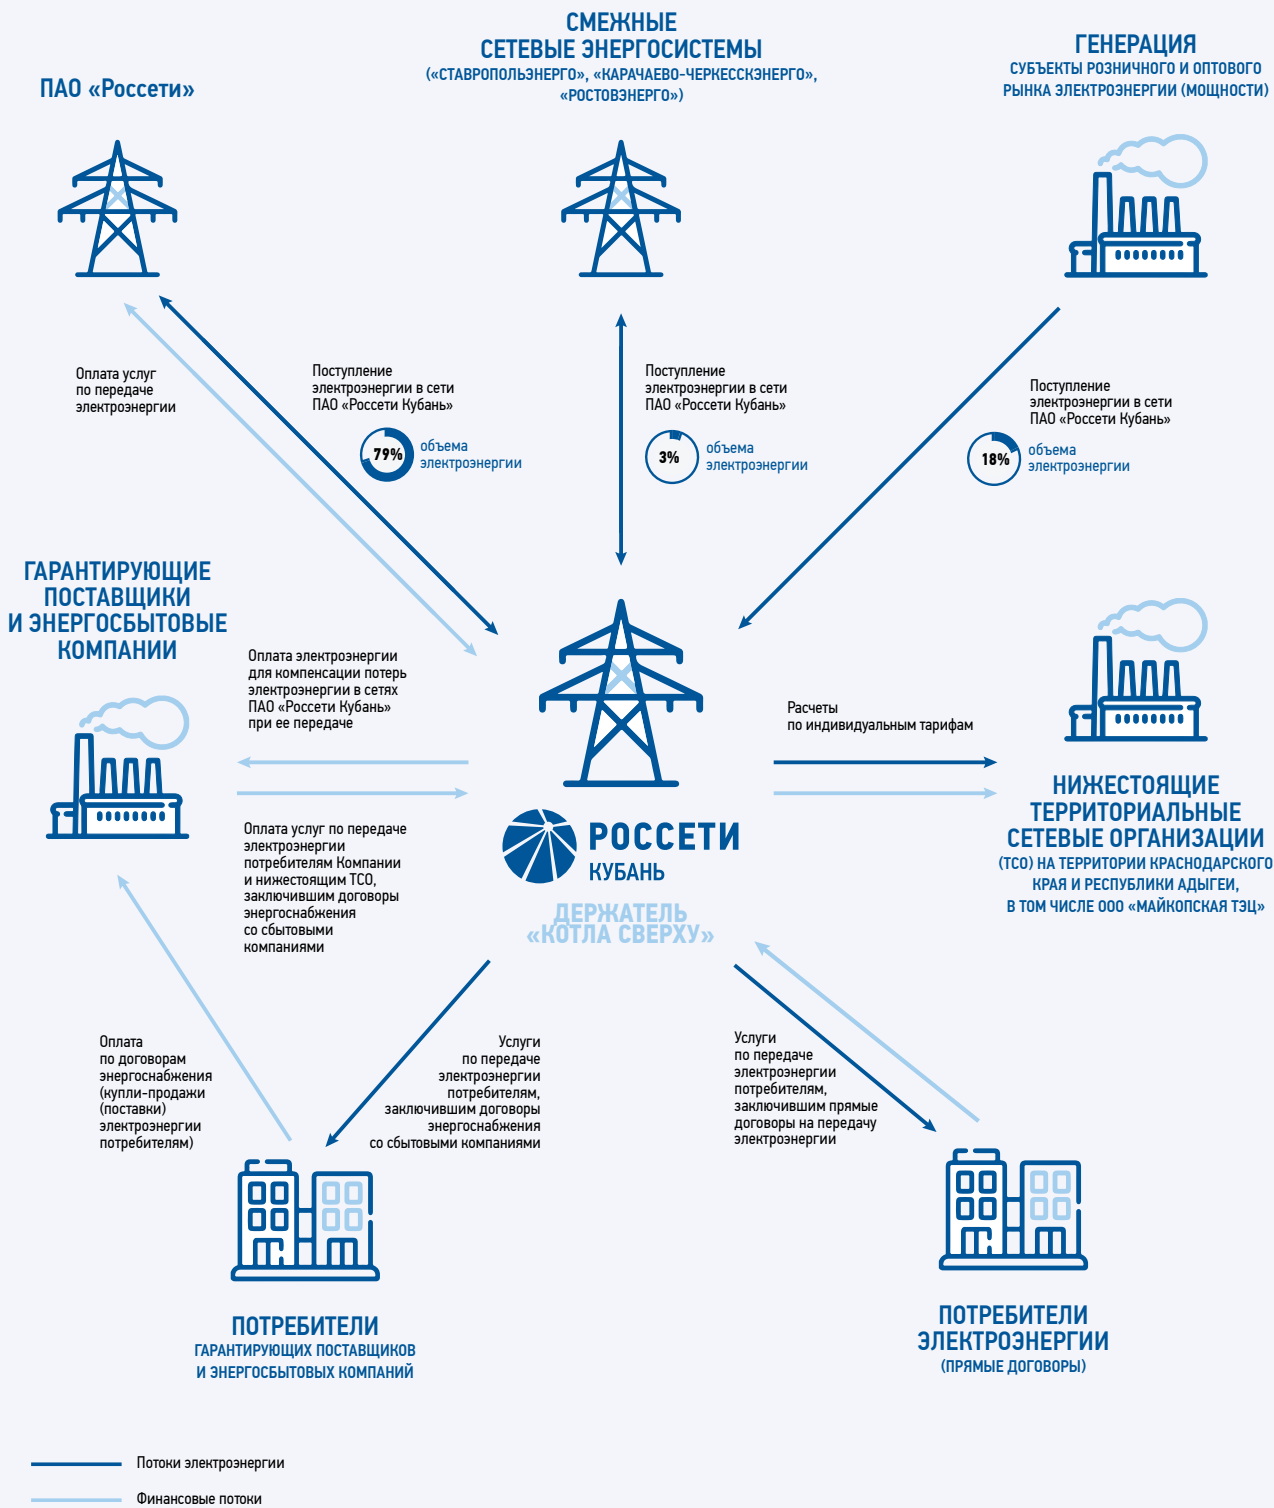 ПАО «Россети»
СМЕЖНЫЕ
СЕТЕВЫЕ ЭНЕРГОСИСТЕМЫ
(«СТАВРОПОЛЬЭНЕРГО», «КАРАЧАЕВО-ЧЕРКЕССКЭНЕРГО»,
«РОСТОВЭНЕРГО»)
ГЕНЕРАЦИЯ
СУБЪЕКТЫ РОЗНИЧНОГО И ОПТОВОГО
РЫНКА ЭЛЕКТРОЭНЕРГИИ (МОЩНОСТИ)
Оплата услуг
по передаче
электроэнергии
Поступление
электроэнергии в сети
ПАО «Россети Кубань»
79%
объема
электроэнергии
Поступление
электроэнергии в сети
ПАО «Россети Кубань»
3%
объема
электроэнергии
Поступление
электроэнергии в сети
ПАО «Россети Кубань»
18%
объема
электроэнергии
ГАРАНТИРУЮЩИЕ
ПОСТАВЩИКИ
И ЭНЕРГОСБЫТОВЫЕ
КОМПАНИИ
Оплата электроэнергии
для компенсации потерь
электроэнергии в сетях
ПАО «Россети Кубань»
при ее передаче
Расчеты
по индивидуальным тарифам
Оплата услуг по передаче
электроэнергии
потребителям Компании
и нижестоящим ТСО,
заключившим договоры
энергоснабжения
со сбытовыми
компаниями
РОССЕТИ
КУБАНЬ
ДЕРЖАТЕЛЬ
«КОТЛА СВЕРХУ»
НИЖЕСТОЯЩИЕ
ТЕРРИТОРИАЛЬНЫЕ
СЕТЕВЫЕ ОРГАНИЗАЦИИ
(ТСО) НА ТЕРРИТОРИИ КРАСНОДАРСКОГО
КРАЯ И РЕСПУБЛИКИ АДЫГЕИ,
В ТОМ ЧИСЛЕ ООО «МАЙКОПСКАЯ ТЭЦ»
Оплата
по договорам
энергоснабжения
(купли-продажи
(поставки)
электроэнергии
потребителям)
Услуги
по передаче
электроэнергии
потребителям,
заключившим договоры
энергоснабжения
со сбытовыми компаниями
Услуги
по передаче
электроэнергии
потребителям,
заключившим прямые
договоры на передачу
электроэнергии
ПОТРЕБИТЕЛИ
ГАРАНТИРУЮЩИХ ПОСТАВЩИКОВ
И ЭНЕРГОСБЫТОВЫХ КОМПАНИЙ
ПОТРЕБИТЕЛИ
ЭЛЕКТРОЭНЕРГИИ
(ПРЯМЫЕ ДОГОВОРЫ)
Потоки электроэнергии
Финансовые потоки